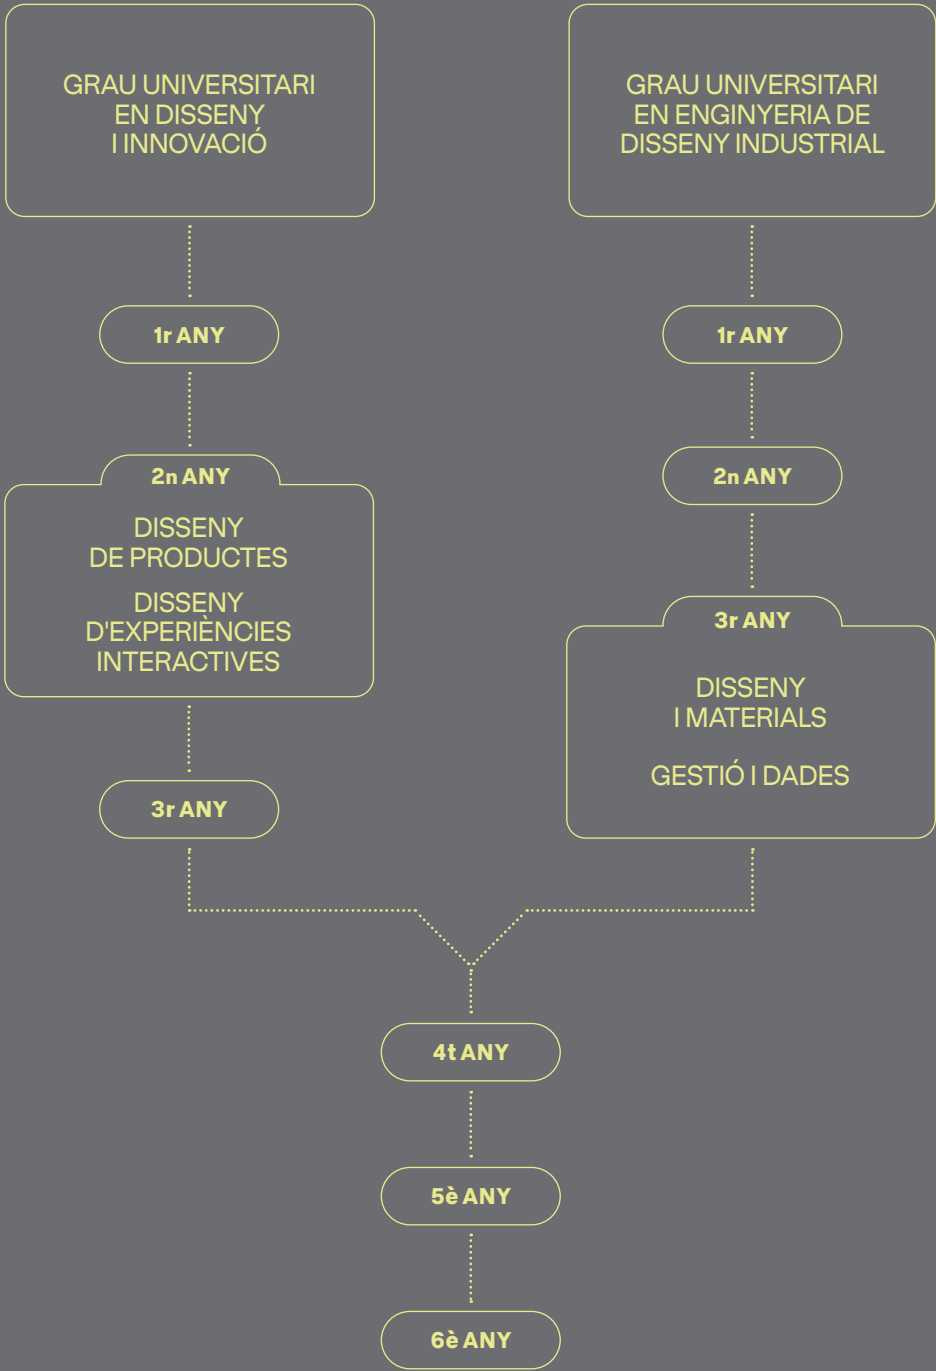 GRAU UNIVERSITARI
EN DISSENY
I INNOVACIÓ
1r ANY
2n ANY
DISSENY
DE PRODUCTES
DISSENY
D'EXPERIÈNCIES
INTERACTIVES
3r ANY
GRAU UNIVERSITARI
EN ENGINYERIA DE
DISSENY INDUSTRIAL
1r ANY
2n ANY
3r ANY
DISSENY
I MATERIALS
GESTIÓ I DADES
4t ANY
5è ANY
6è ANY